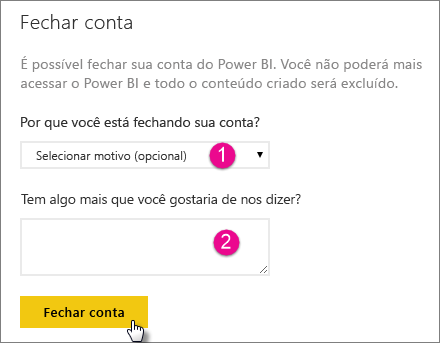 Fechar conta
É possível fechar sua conta do Power BI. Você não poderá mais
acessar o Power BI e todo o conteúdo criado será excluído.
Por que você está fechando sua conta?
Selecionar motivo (opcional) 1
Tem algo mais que você gostaria de nos dizer?
2
Fechar conta